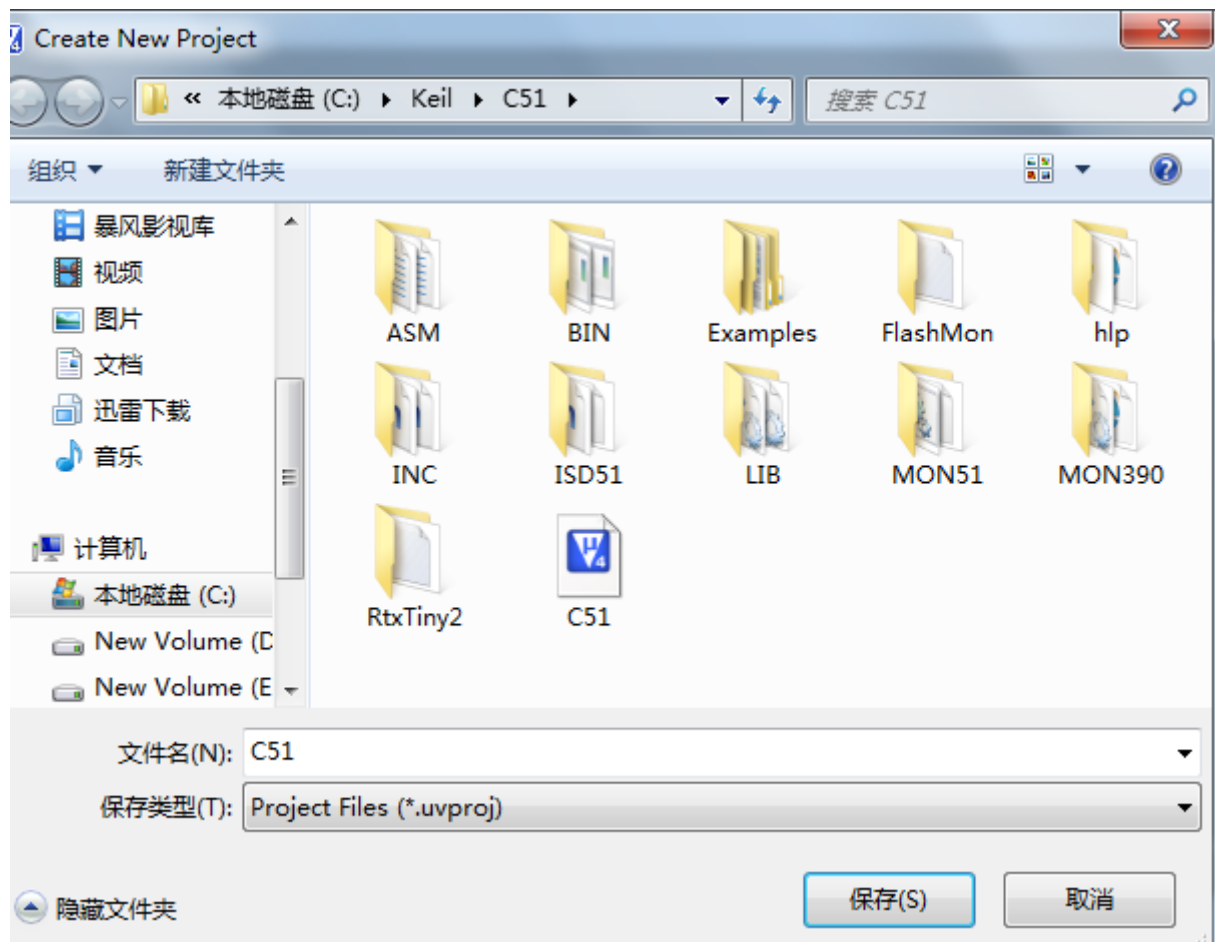 Create New Project
« 本地磁盘 (C:) ▸ Keil ▸ C51 ▸
搜索 C51
组织 新建文件夹
暴风影视库
视频
图片
文档
迅雷下载
音乐
计算机
本地磁盘 (C:)
New Volume (D
New Volume (E
ASM BIN Examples FlashMon hlp
INC ISD51 LIB MON51 MON390
RtxTiny2 C51
文件名(N): C51
保存类型(T): Project Files (*.uvproj)
隐藏文件夹 保存(S) 取消